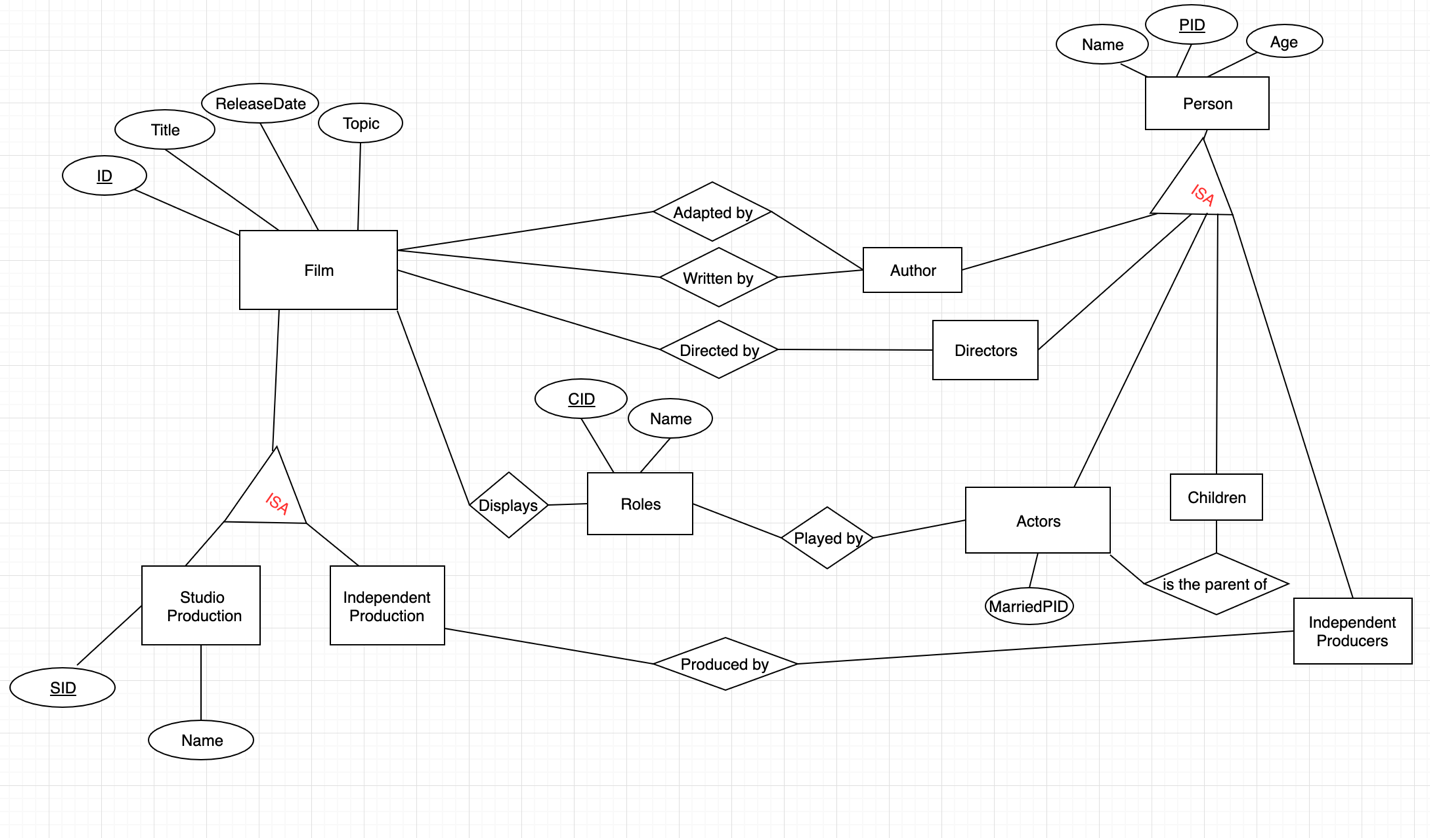 PID
Name
Age
Person
ReleaseDate
Title
Topic
ID
ISA
Adapted by
Film
Author
Written by
Directed by
Directors
CID
Name
ISA
Displays
Roles
Children
Actors
Played by
is the parent of
Studio
Production
Independent
Production
MarriedPID
Independent
Producers
Produced by
SID
Name